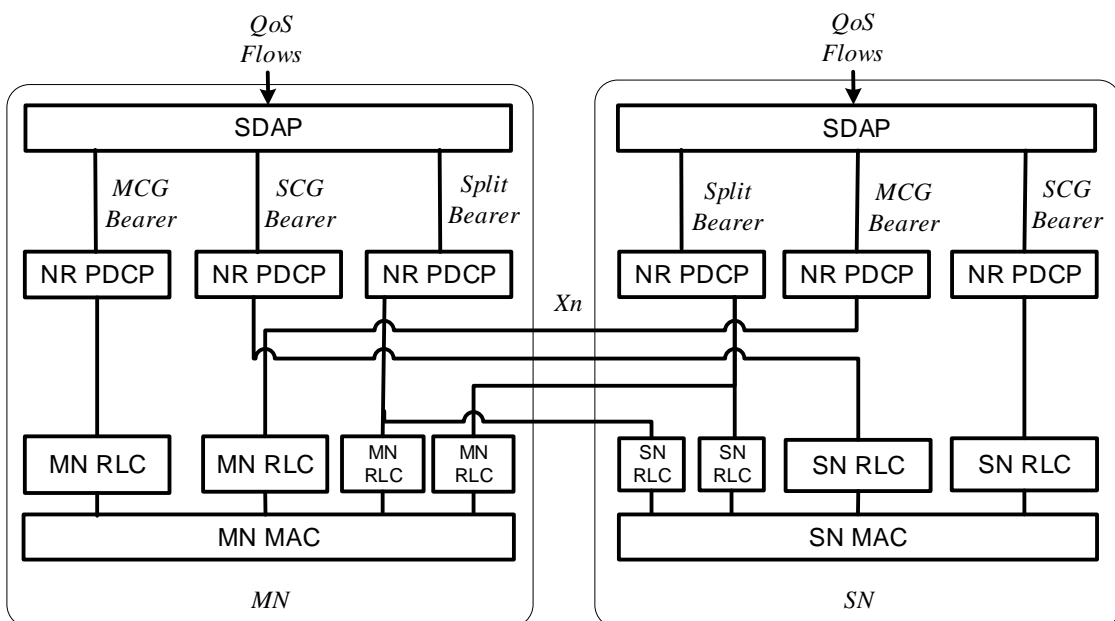 QoS
Flows
QoS
Flows
SDAP
SDAP
MCG
Bearer
SCG
Bearer
Split
Bearer
Split
Bearer
MCG
Bearer
SCG
Bearer
NR PDCP
NR PDCP
NR PDCP
NR PDCP
NR PDCP
NR PDCP
Xn
MN RLC
MN RLC
MN
RLC
MN
RLC
SN
RLC
SN
RLC
SN RLC
SN RLC
MN MAC
SN MAC
MN
SN